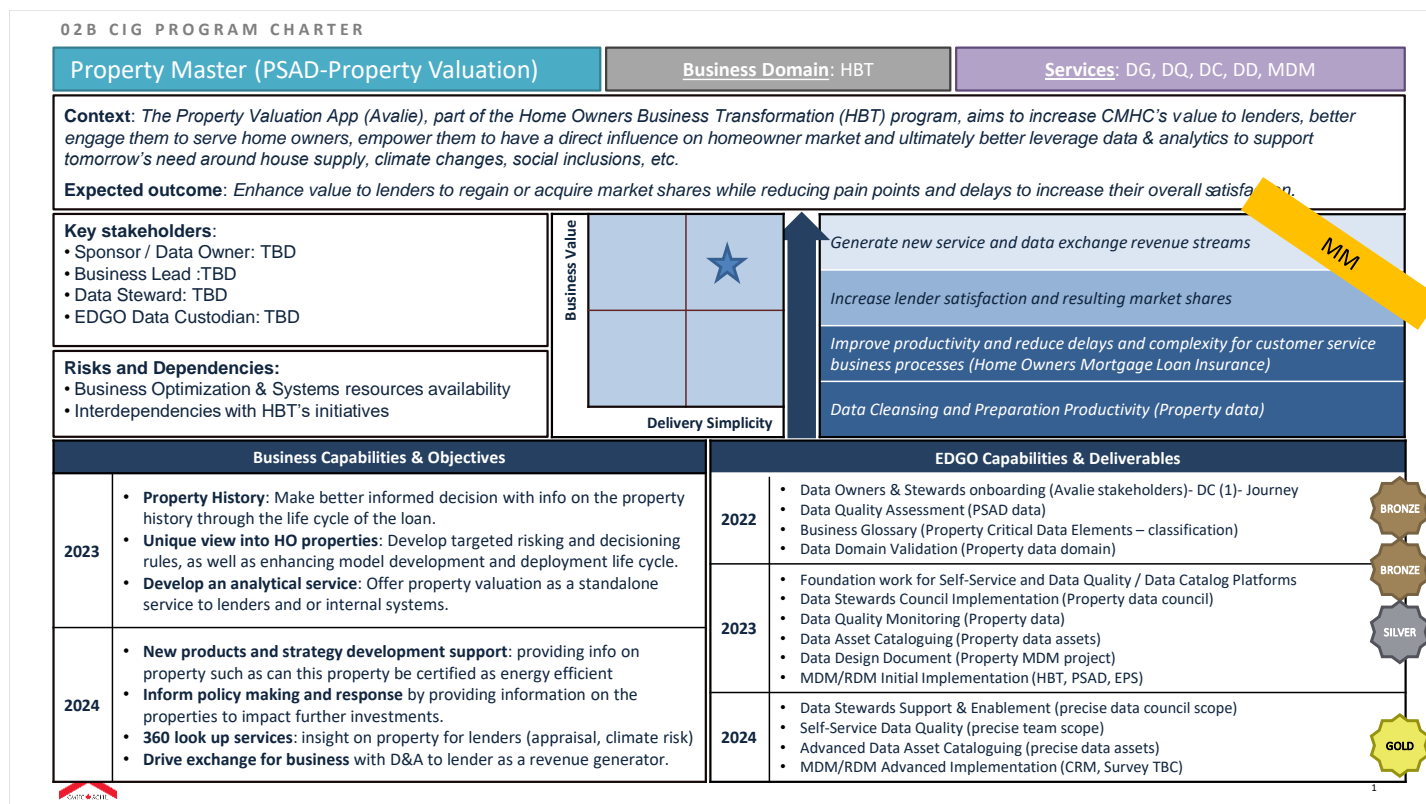 02B CIG PROGRAM CHARTER
Property Master (PSAD-Property Valuation)
Business Domain: HBT
Services: DG, DQ, DC, DD, MDM
Context: The Property Valuation App (Avalie), part of the Home Owners Business Transformation (HBT) program, aims to increase CMHC's value to lenders, better
engage them to serve home owners, empower them to have a direct influence on homeowner market and ultimately better leverage data & analytics to support
tomorrow's need around house supply, climate changes, social inclusions, etc.
Expected outcome: Enhance value to lenders to regain or acquire market shares while reducing pain points and delays to increase their overall
MM
Key stakeholders:
• Sponsor / Data Owner: TBD
• Business Lead :TBD
• Data Steward: TBD
• EDGO Data Custodian: TBD
Risks and Dependencies:
• Business Optimization & Systems resources availability
• Interdependencies with HBT's initiatives
Business Value
Delivery Simplicity
Generate new service and data exchange revenue streams
Increase lender satisfaction and resulting market shares
Improve productivity and reduce delays and complexity for customer service
business processes (Home Owners Mortgage Loan Insurance)
Data Cleansing and Preparation Productivity (Property data)
Business Capabilities & Objectives
2023
• Property History: Make better informed decision with info on the property
history through the life cycle of the loan.
• Unique view into HO properties: Develop targeted risking and decisioning
rules, as well as enhancing model development and deployment life cycle.
• Develop an analytical service: Offer property valuation as a standalone
service to lenders and or internal systems.
2024
• New products and strategy development support: providing info on
property such as can this property be certified as energy efficient
• Inform policy making and response by providing information on the
properties to impact further investments.
• 360 look up services: insight on property for lenders (appraisal, climate risk)
• Drive exchange for business with D&A to lender as a revenue generator.
EDGO Capabilities & Deliverables
2022
• Data Owners & Stewards onboarding (Avalie stakeholders)- DC (1)- Journey
• Data Quality Assessment (PSAD data)
• Business Glossary (Property Critical Data Elements – classification)
• Data Domain Validation (Property data domain)
BRONZE
BRONZE
2023
• Foundation work for Self-Service and Data Quality / Data Catalog Platforms
• Data Stewards Council Implementation (Property data council)
• Data Quality Monitoring (Property data)
• Data Asset Cataloguing (Property data assets)
• Data Design Document (Property MDM project)
• MDM/RDM Initial Implementation (HBT, PSAD, EPS)
SILVER
2024
• Data Stewards Support & Enablement (precise data council scope)
• Self-Service Data Quality (precise team scope)
• Advanced Data Asset Cataloguing (precise data assets)
• MDM/RDM Advanced Implementation (CRM, Survey TBC)
GOLD
1